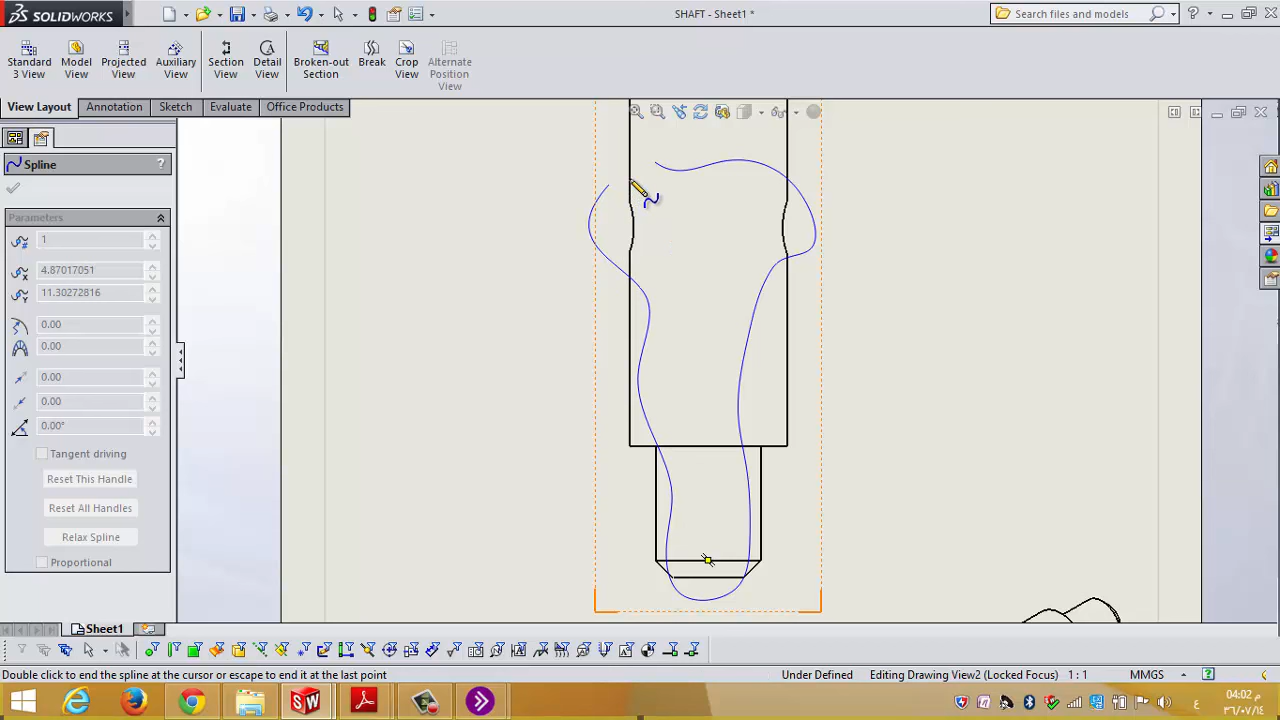 SOLIDWORKS
SHAFT - Sheet1 *
Search files and models
Standard 3 View
Model View
Projected View
Auxiliary View
Section View
Detail View
Broken-out Section
Break
Crop View
Alternate Position View
View Layout
Annotation
Sketch
Evaluate
Office Products
Spline
?
Parameters
1
4.87017051
11.30272816
0.00
0.00
0.00
0.00
0.00°
Tangent driving
Reset This Handle
Reset All Handles
Relax Spline
Proportional
Sheet1
Double click to end the spline at the cursor or escape to end it at the last point
Under Defined
Editing Drawing View2 (Locked Focus)
1 : 1
MMGS
04:02 م
٣٦/٠٧/١٤
ع